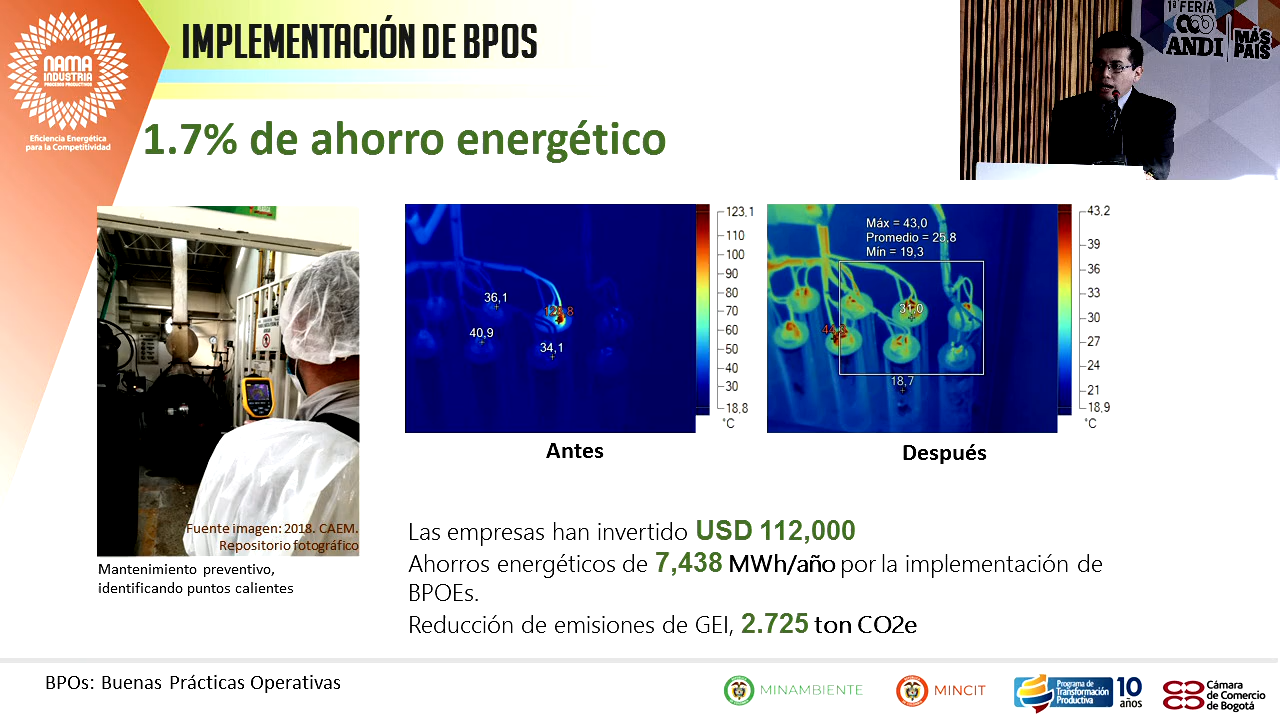 IMPLEMENTACIÓN DE BPOS
NAMA
INDUSTRIA
PROCESOS PRODUCTIVOS
Eficiencia Energética
para la Competitividad
1ª FERIA
ANDI
MÁS
PAÍS
1.7% de ahorro energético
123,1
110
100
90
80
70
60
50
40
30
18,8
°C
36,1
40,9
34,1
Antes
Máx = 43,0
Promedio = 25,8
Mín = 19,3
31,0
18,7
43,2
39
36
33
30
27
24
21
18,9
°C
Después
Fuente imagen: 2018. CAEM.
Repositorio fotográfico
Mantenimiento preventivo,
identificando puntos calientes
Las empresas han invertido USD 112,000
Ahorros energéticos de 7,438 MWh/año por la implementación de
BPOEs.
Reducción de emisiones de GEI, 2.725 ton CO2e
BPOs: Buenas Prácticas Operativas
MINAMBIENTE
MINCIT
Programa de
Transformación
Productiva
10
años
Cámara
de Comercio
de Bogotá